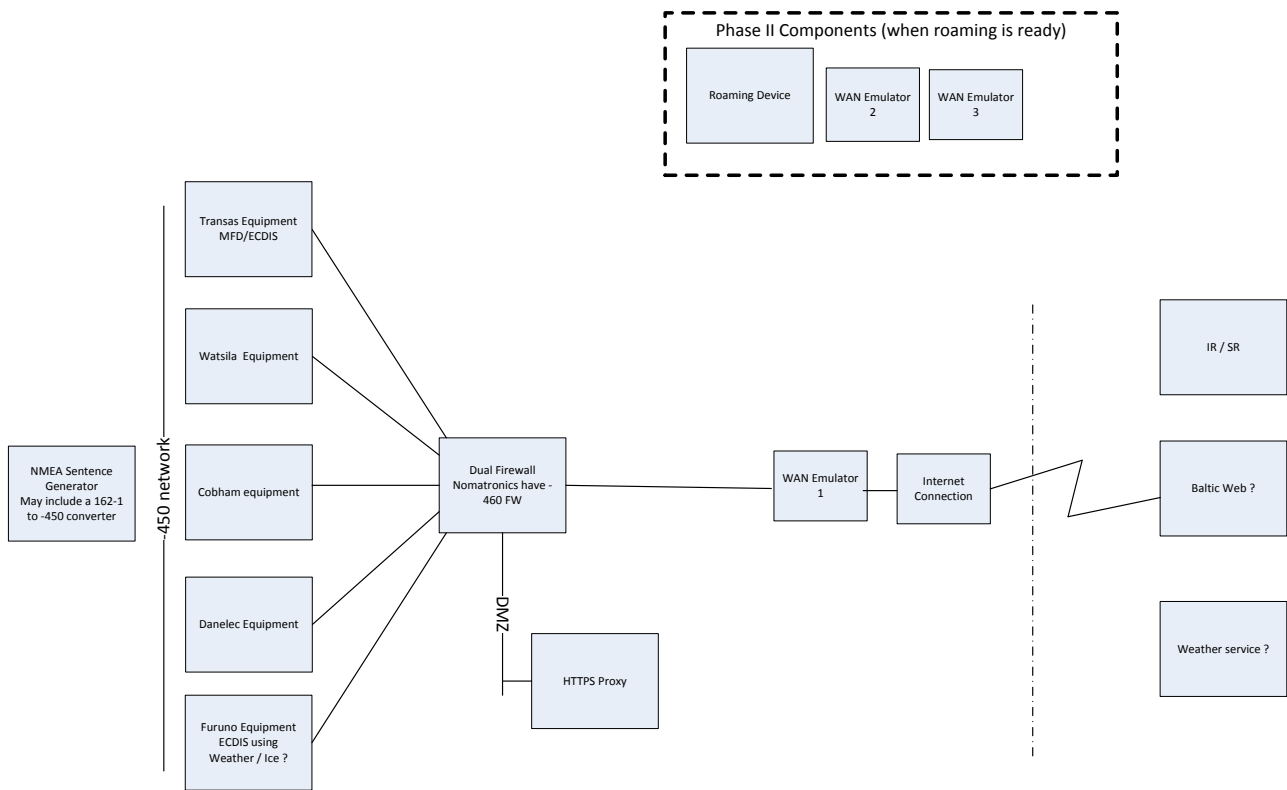 Phase II Components (when roaming is ready)
Roaming Device
WAN Emulator
2
WAN Emulator
3
Transas Equipment
MFD/ECDIS
Watsila  Equipment
IR / SR
NMEA Sentence
Generator
May include a 162-1
to -450 converter
-450 network
Cobham equipment
Dual Firewall
Nomatronics have -
460 FW
WAN Emulator
1
Internet
Connection
Baltic Web ?
Danelec Equipment
DMZ
HTTPS Proxy
Weather service ?
Furuno Equipment
ECDIS using
Weather / Ice ?